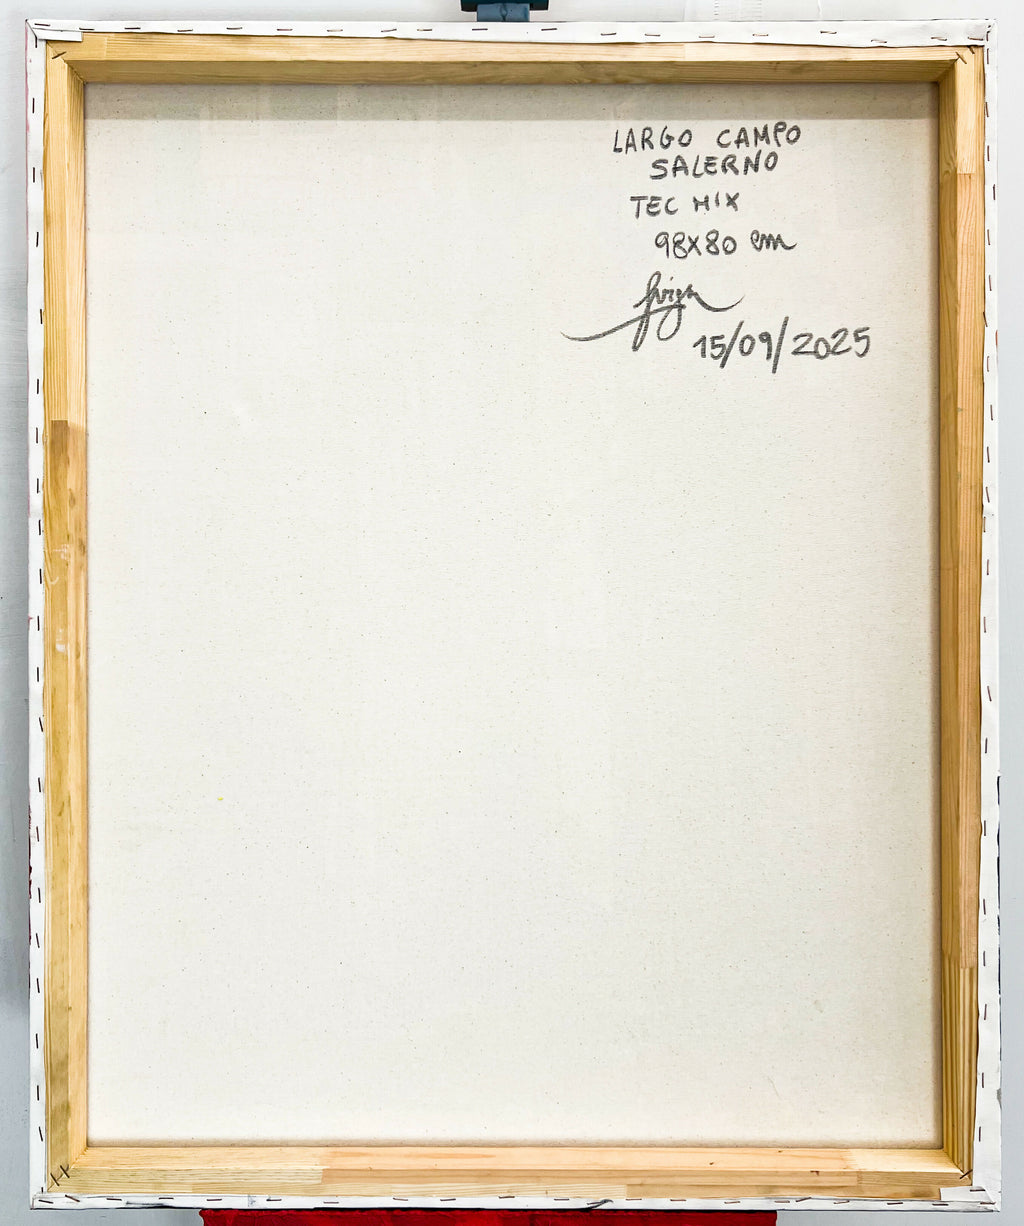 LARGO CAMPO
SALERNO
TEC MIX
98X80 cm
15/09/2025